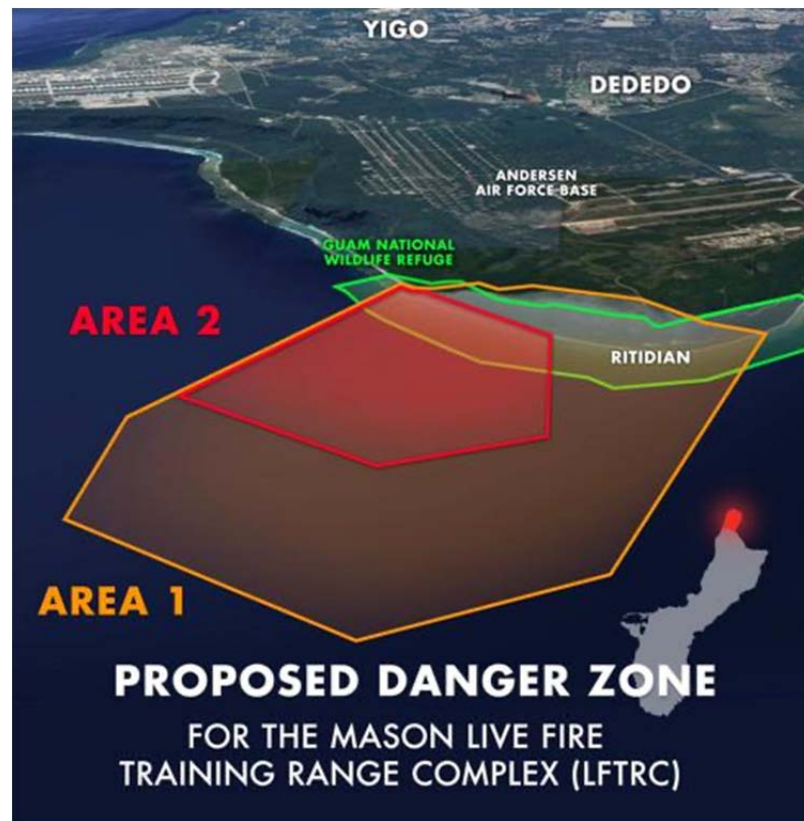 YIGO
DEDEDO
ANDERSEN
AIR FORCE BASE
GUAM NATIONAL
WILDLIFE REFUGE
AREA 2
RITIDIAN
AREA 1
PROPOSED DANGER ZONE
FOR THE MASON LIVE FIRE
TRAINING RANGE COMPLEX (LFTRC)